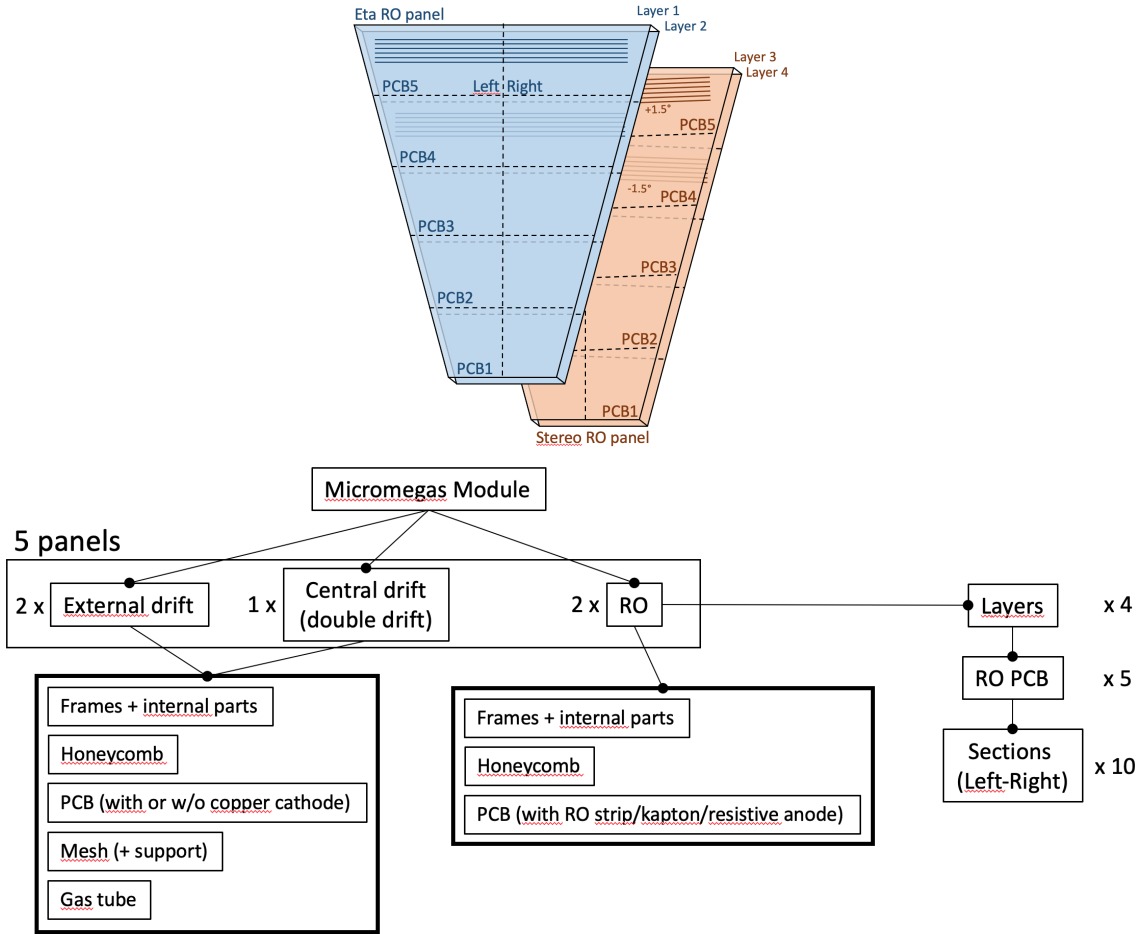 Eta RO panel
Layer 1
Layer 2
Layer 3
Layer 4
PCB5
Left Right
+1.5°
PCB5
PCB4
-1.5°
PCB4
PCB3
PCB3
PCB2
PCB2
PCB1
PCB1
Stereo RO panel
Micromegas Module
5 panels
2 x
External drift
1 x
Central drift
(double drift)
2 x
RO
Layers
x 4
RO PCB
x 5
Sections
(Left-Right)
x 10
Frames + internal parts
Honeycomb
PCB (with or w/o copper cathode)
Mesh (+ support)
Gas tube
Frames + internal parts
Honeycomb
PCB (with RO strip/kapton/resistive anode)